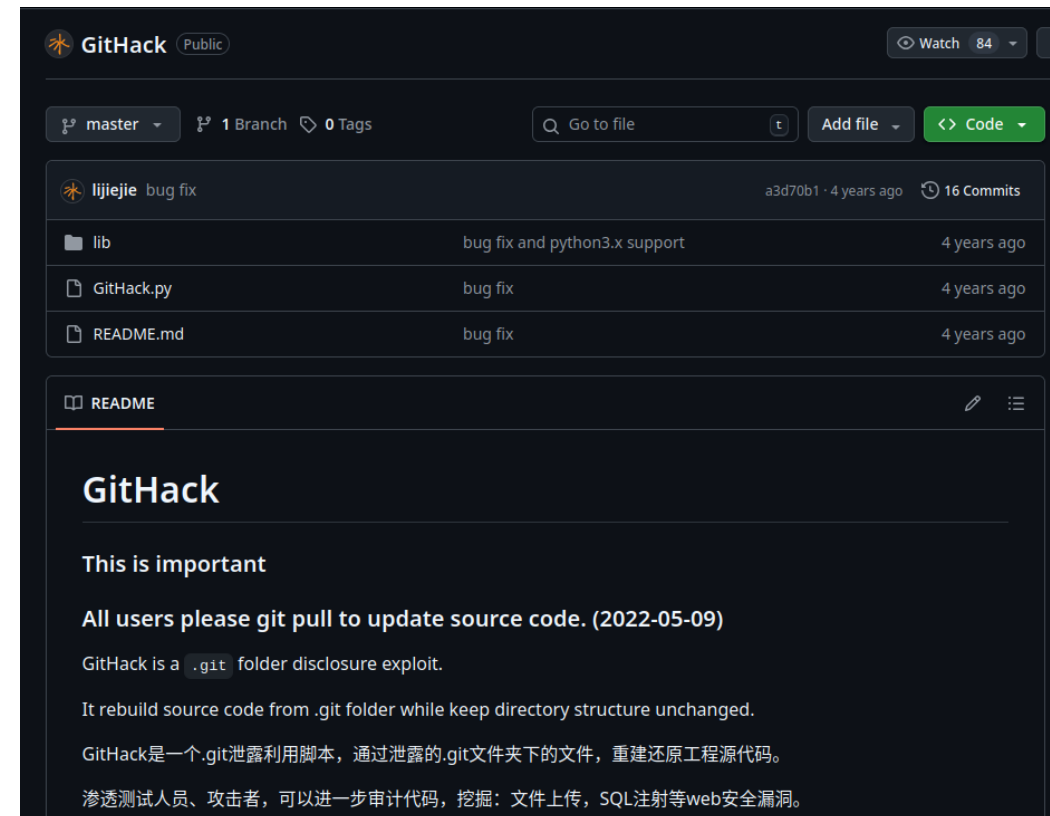 GitHack Public Watch 84
master 1 Branch 0 Tags Go to file t Add file <> Code
lijiejie bug fix a3d70b1 · 4 years ago 16 Commits
lib bug fix and python3.x support 4 years ago
GitHack.py bug fix 4 years ago
README.md bug fix 4 years ago
README
GitHack
This is important
All users please git pull to update source code. (2022-05-09)
GitHack is a .git folder disclosure exploit.
It rebuild source code from .git folder while keep directory structure unchanged.
GitHack是一个.git泄露利用脚本，通过泄露的.git文件夹下的文件，重建还原工程源代码。
渗透测试人员、攻击者，可以进一步审计代码，挖掘：文件上传，SQL注射等web安全漏洞。